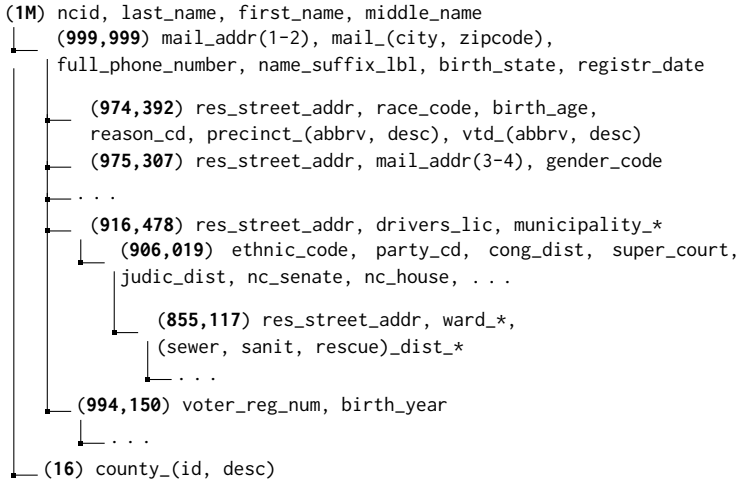 (1M) ncid, last_name, first_name, middle_name
(999,999) mail_addr(1-2), mail_(city, zipcode),
full_phone_number, name_suffix_lbl, birth_state, registr_date
(974,392) res_street_addr, race_code, birth_age,
reason_cd, precinct_(abbrv, desc), vtd_(abbrv, desc)
(975,307) res_street_addr, mail_addr(3-4), gender_code
...
(916,478) res_street_addr, drivers_lic, municipality_*
(906,019) ethnic_code, party_cd, cong_dist, super_court,
judic_dist, nc_senate, nc_house, ...
(855,117) res_street_addr, ward_*,
(sewer, sanit, rescue)_dist_*
...
(994,150) voter_reg_num, birth_year
...
(16) county_(id, desc)